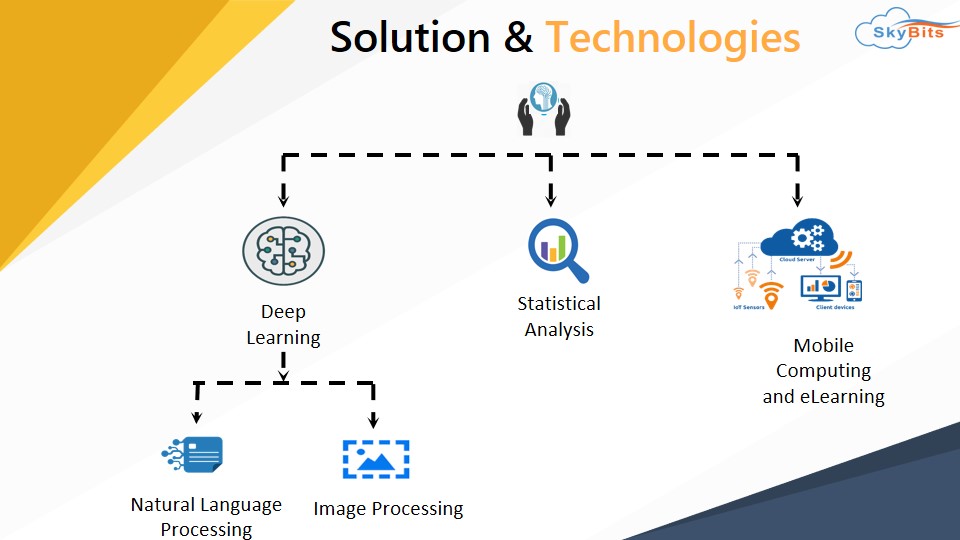 Solution & Technologies
SkyBits
Cloud Server
IoT Sensors
Client devices
Deep
Learning
Statistical
Analysis
Mobile
Computing
and eLearning
Natural Language
Processing
Image Processing